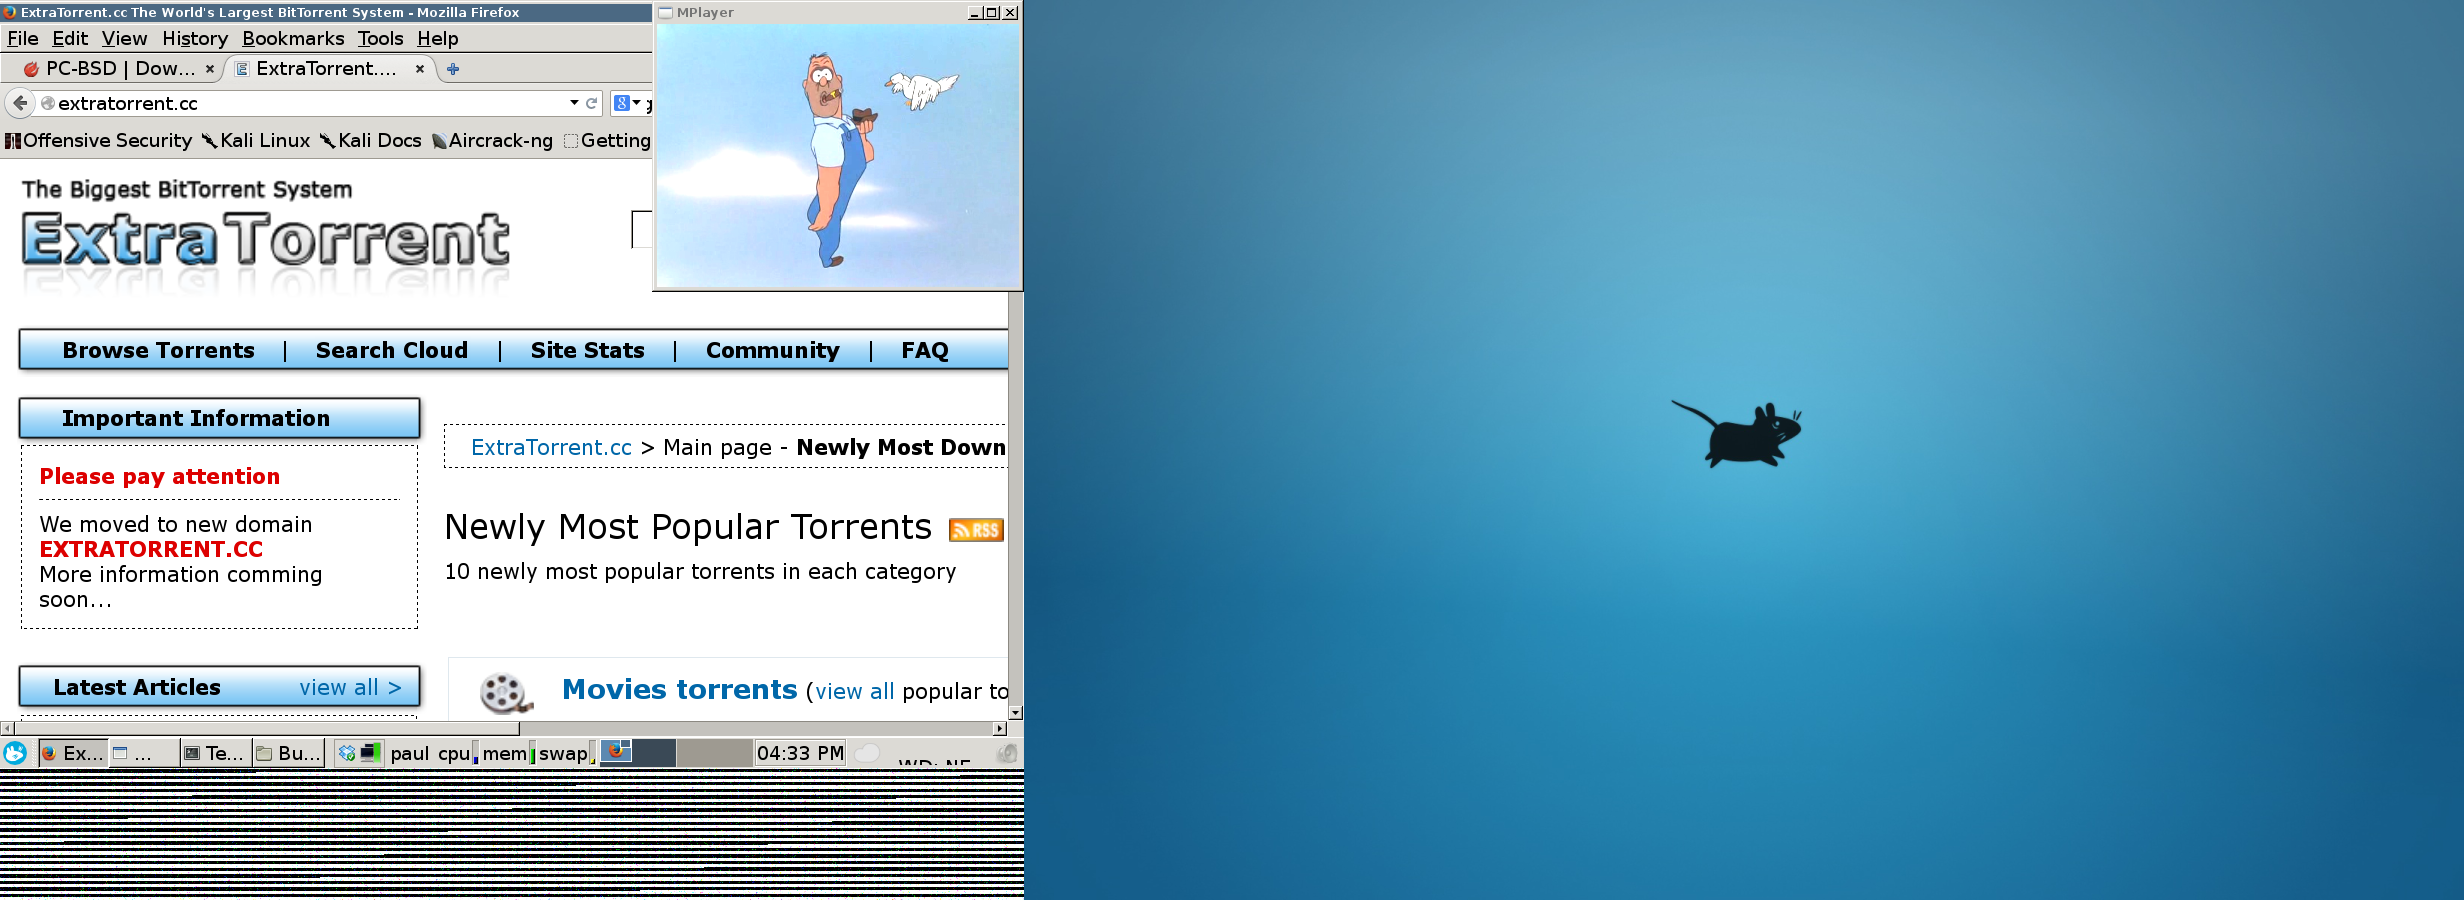 ExtraTorrent.cc The World's Largest BitTorrent System - Mozilla Firefox
MPlayer
File Edit View History Bookmarks Tools Help
PC-BSD | Dow...
ExtraTorrent....
extratorrent.cc
Offensive Security Kali Linux Kali Docs Aircrack-ng Getting
The Biggest BitTorrent System
ExtraTorrent
Browse Torrents | Search Cloud | Site Stats | Community | FAQ
Important Information
Please pay attention
We moved to new domain
EXTRATORRENT.CC
More information comming
soon...
ExtraTorrent.cc > Main page - Newly Most Down
Newly Most Popular Torrents RSS
10 newly most popular torrents in each category
Latest Articles view all >
Movies torrents (view all popular to
Ex... ... Te... Bu... paul cpu mem swap 04:33 PM